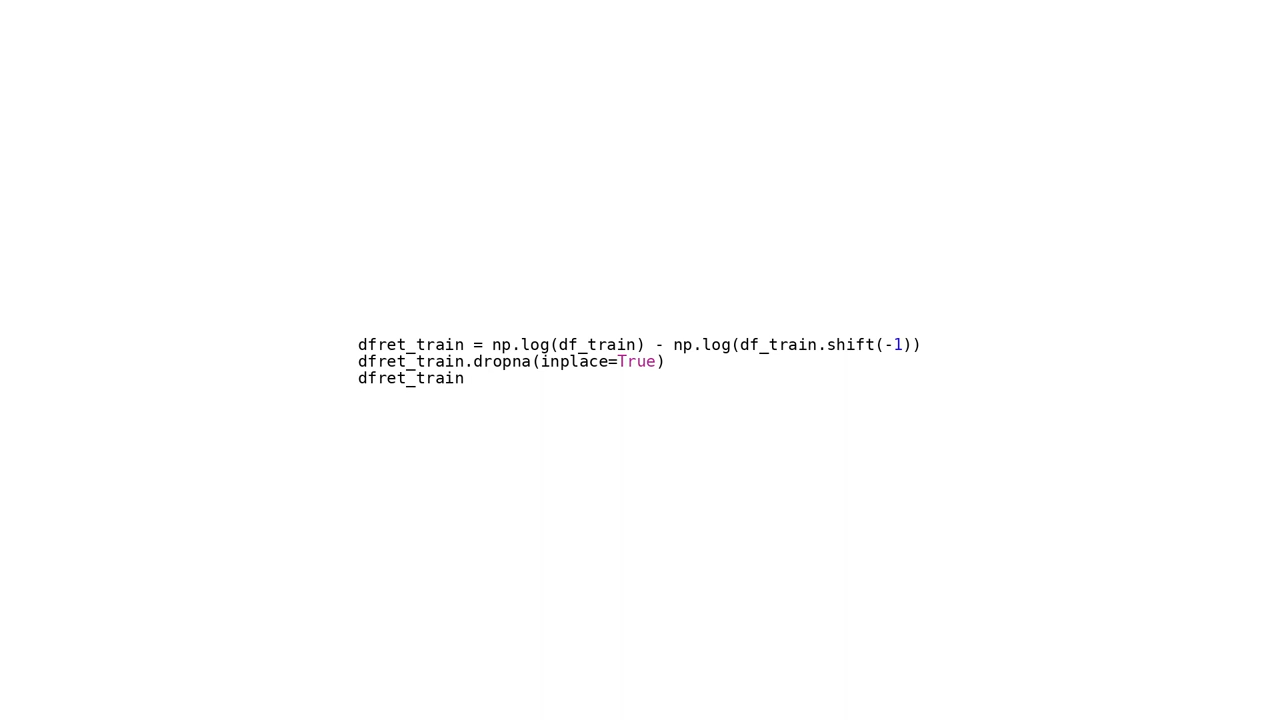 dfret_train = np.log(df_train) - np.log(df_train.shift(-1))
dfret_train.dropna(inplace=True)
dfret_train